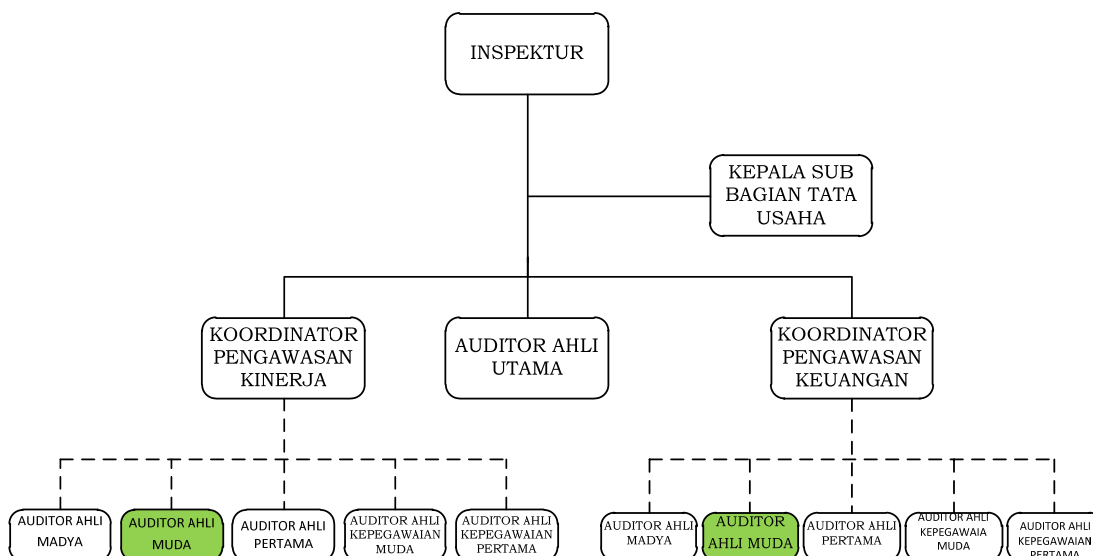 INSPEKTUR
KEPALA SUB
BAGIAN TATA
USAHA
KOORDINATOR
PENGAWASAN
KINERJA
AUDITOR AHLI
UTAMA
KOORDINATOR
PENGAWASAN
KEUANGAN
AUDITOR AHLI
MADYA
AUDITOR AHLI
MUDA
AUDITOR AHLI
PERTAMA
AUDITOR AHLI
KEPEGAWAIAN
MUDA
AUDITOR AHLI
KEPEGAWAIAN
PERTAMA
AUDITOR AHLI
MADYA
AUDITOR
AHLI MUDA
AUDITOR AHLI
PERTAMA
AUDITOR AHLI
KEPEGAWAIA
MUDA
AUDITOR AHLI
KEPEGAWAIAN
PERTAMA